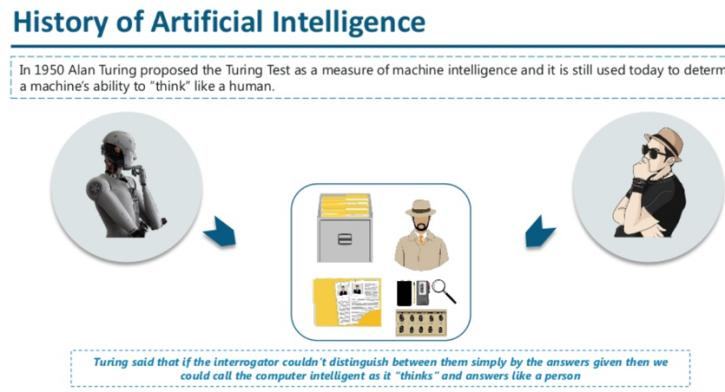 History of Artificial Intelligence
In 1950 Alan Turing proposed the Turing Test as a measure of machine intelligence and it is still used today to determ
a machine's ability to "think" like a human.
Turing said that if the interrogator couldn't distinguish between them simply by the answers given then we
could call the computer intelligent as it "thinks" and answers like a person